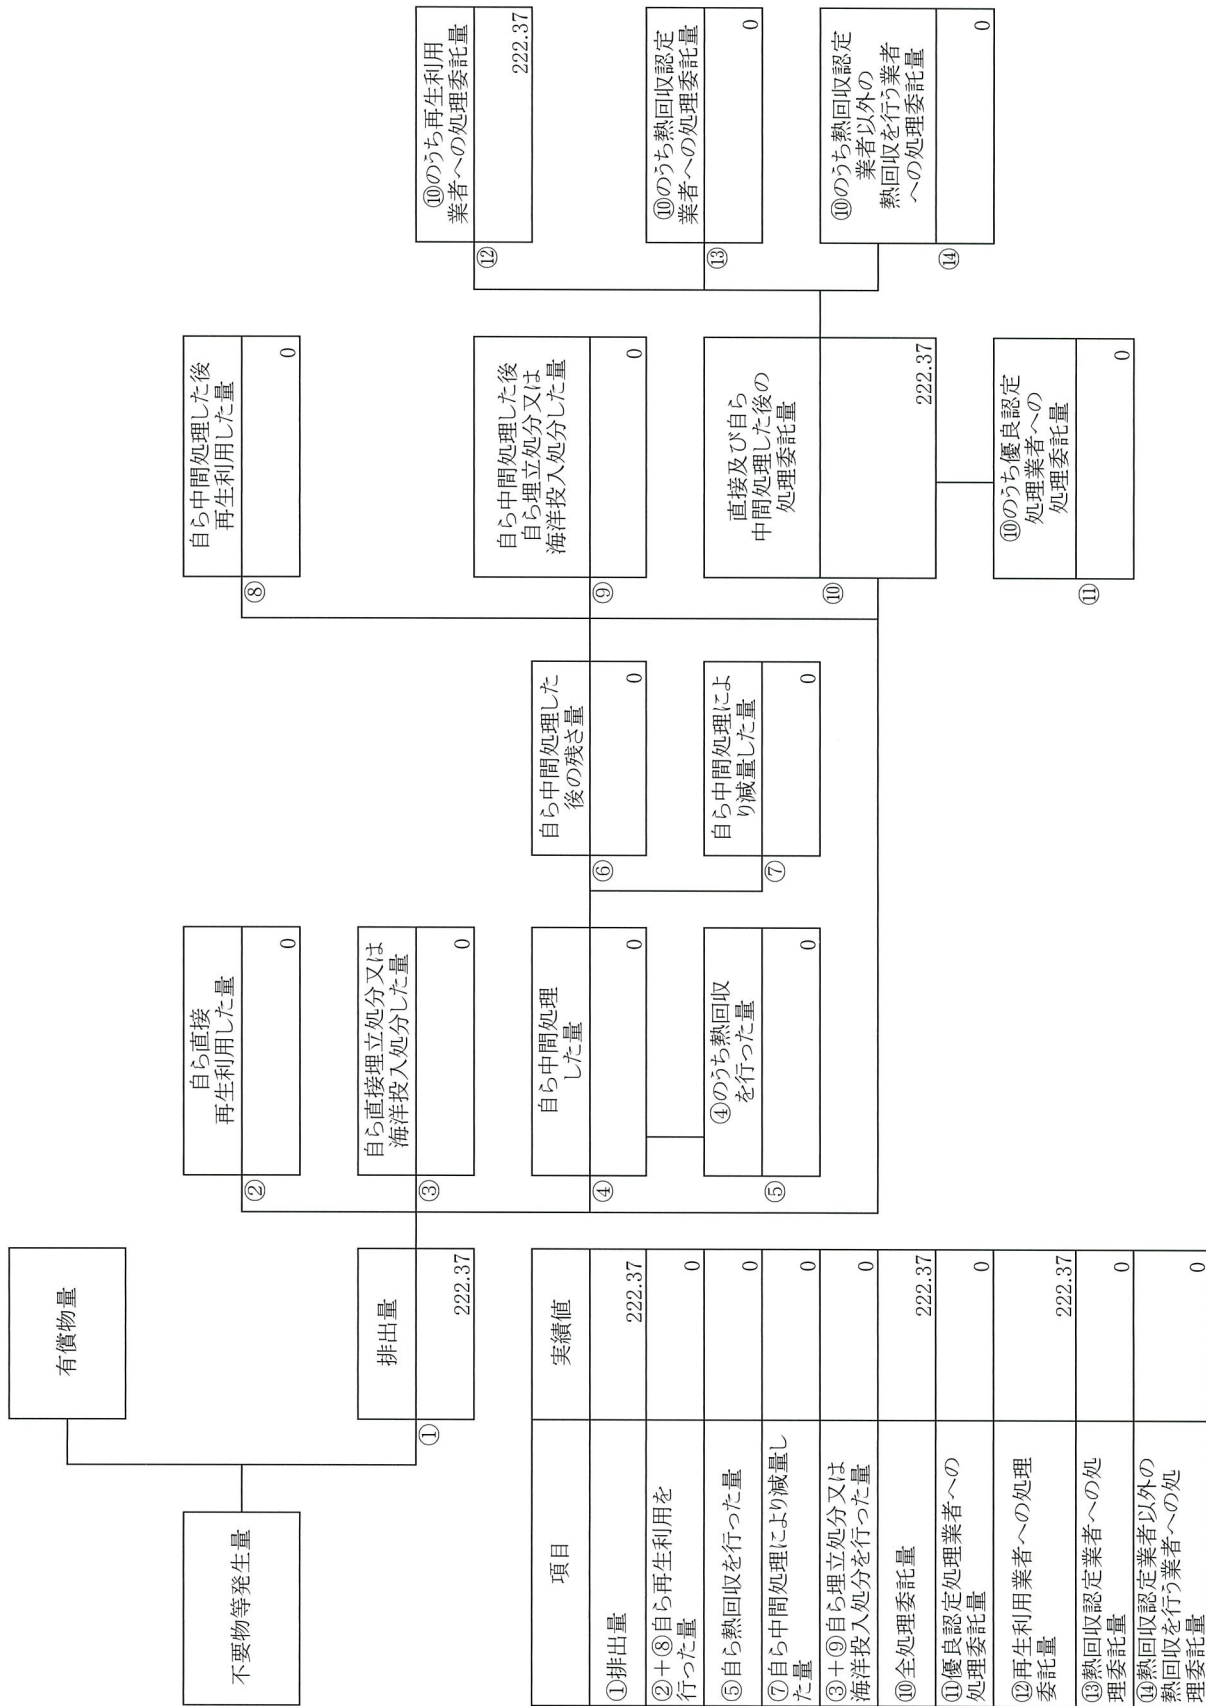 有償物量
不要物等発生量
排出量
①
222.37
自ら直接
再生利用した量
②
0
自ら直接埋立処分又は
海洋投入処分した量
③
0
自ら中間処理
した量
④
0
④のうち熱回収
を行った量
⑤
0
自ら中間処理した
後の残さ量
⑥
0
自ら中間処理によ
り減量した量
⑦
0
自ら中間処理した後
再生利用した量
⑧
0
自ら中間処理した後
自ら埋立処分又は
海洋投入処分した量
⑨
0
直接及び自ら
中間処理した後の
処理委託量
⑩
222.37
⑩のうち優良認定
処理業者への
処理委託量
⑪
0
⑩のうち再生利用
業者への処理委託量
⑫
222.37
⑩のうち熱回収認定
業者への処理委託量
⑬
0
⑩のうち熱回収認定
業者以外の
熱回収を行う業者
への処理委託量
⑭
0
項目 実績値
①排出量 222.37
②+⑧自ら再生利用を
行った量 0
⑤自ら熱回収を行った量 0
⑦自ら中間処理により減量し
た量 0
③+⑨自ら埋立処分又は
海洋投入処分を行った量 0
⑩全処理委託量 222.37
⑪優良認定処理業者への
処理委託量 0
⑫再生利用業者への処理
委託量 222.37
⑬熱回収認定業者への処
理委託量 0
⑭熱回収認定業者以外の
熱回収を行う業者への処
理委託量 0